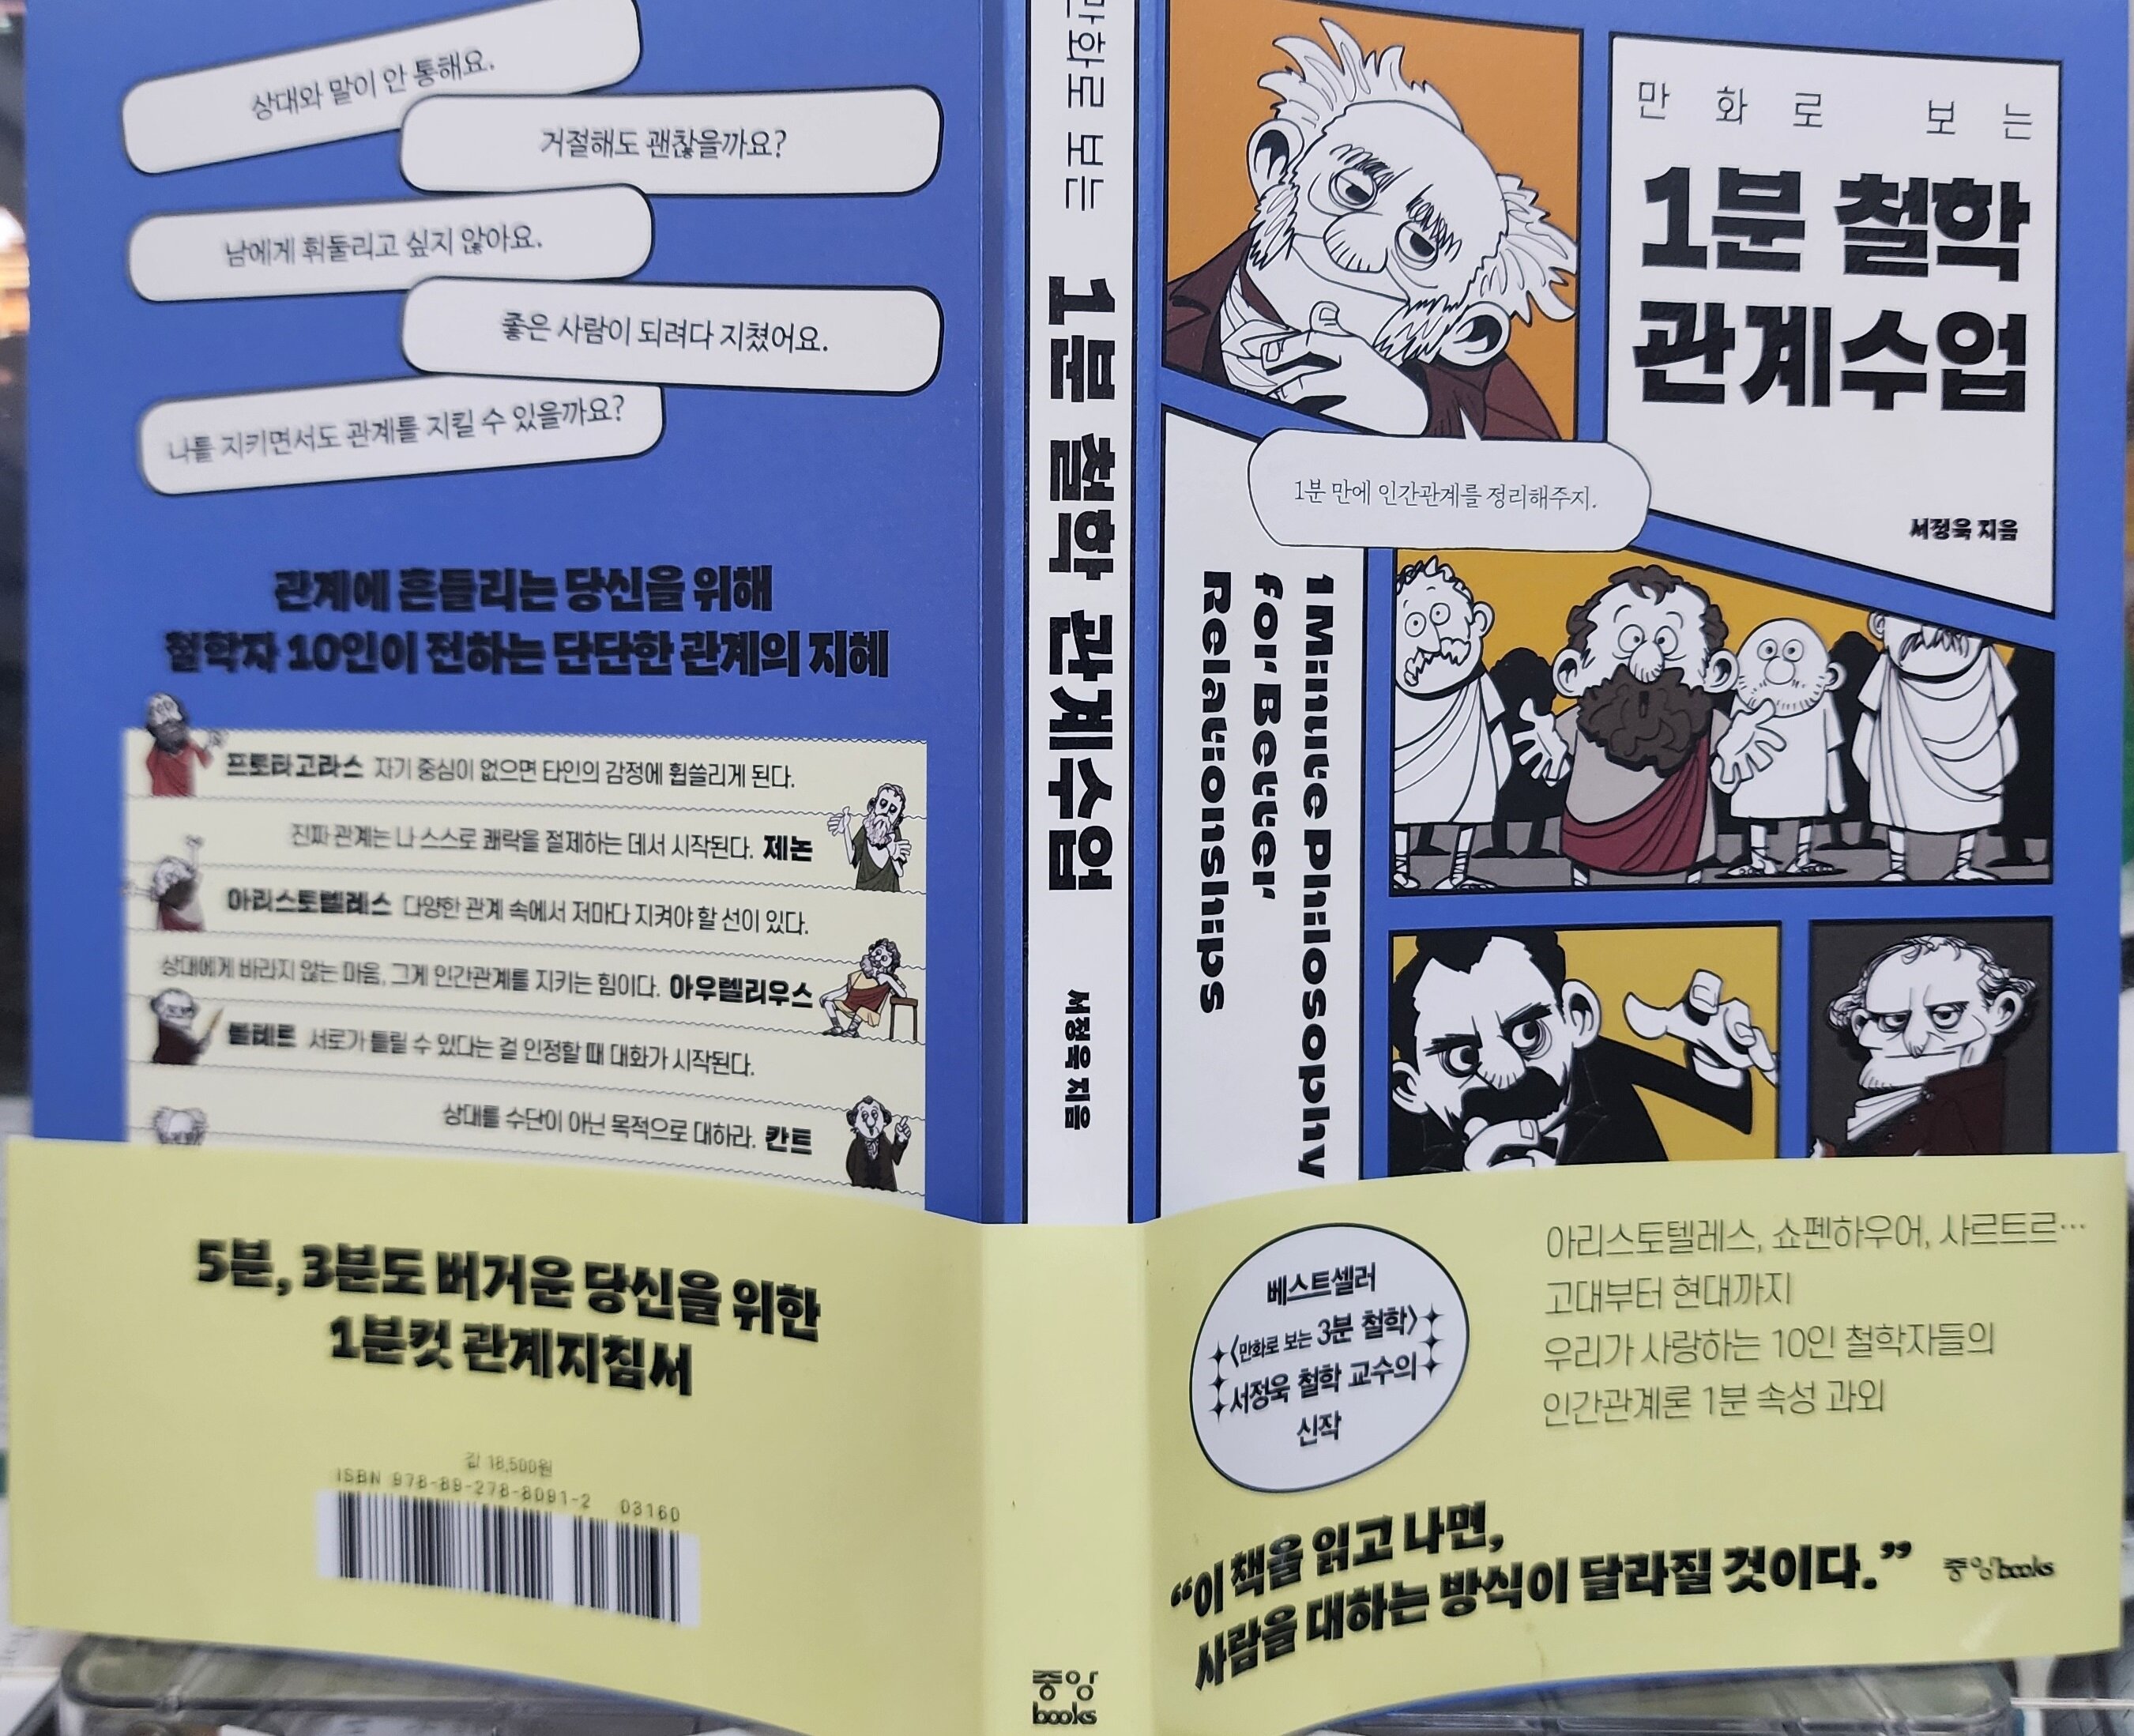 상대와 말이 안 통해요.
거절해도 괜찮을까요?
남에게 휘둘리고 싶지 않아요.
좋은 사람이 되려다 지쳤어요.
나를 지키면서도 관계를 지킬 수 있을까요?
관계에 흔들리는 당신을 위해
철학자 10인이 전하는 단단한 관계의 지혜
프로타고라스 자기 중심이 없으면 타인의 감정에 휩쓸리게 된다.
진짜 관계는 나 스스로 쾌락을 절제하는 데서 시작된다. 제논
아리스토텔레스 다양한 관계 속에서 저마다 지켜야 할 선이 있다.
상대에게 바라지 않는 마음, 그게 인간관계를 지키는 힘이다. 아우렐리우스
볼테르 서로가 틀릴 수 있다는 걸 인정할 때 대화가 시작된다.
상대를 수단이 아닌 목적으로 대하라. 칸트
5분, 3분도 버거운 당신을 위한
1분컷 관계지침서
값 18,500원
ISBN 978-89-278-8091-2 03160
만화로 보는 1분 철학 관계수업 서정욱 지음
중앙
books
만화로 보는
1분 철학
관계수업
서정욱 지음
1분 만에 인간관계를 정리해주지.
1 Minute Philosophy
for Better
Relationships
베스트셀러
〈만화로 보는 3분 철학〉
서정욱 철학 교수의
신작
아리스토텔레스, 쇼펜하우어, 사르트르…
고대부터 현대까지
우리가 사랑하는 10인 철학자들의
인간관계론 1분 속성 과외
“이 책을 읽고 나면,
사람을 대하는 방식이 달라질 것이다.”
중앙books